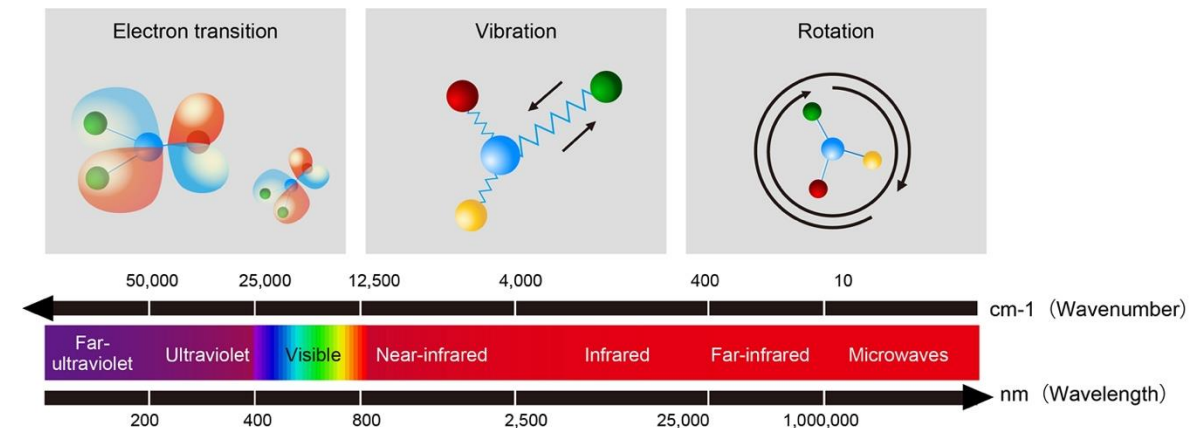 Electron transition
Vibration
Rotation
50,000 25,000 12,500 4,000 400 10
cm-1 (Wavenumber)
Far-
ultraviolet
Ultraviolet
Visible
Near-infrared
Infrared
Far-infrared
Microwaves
nm (Wavelength)
200 400 800 2,500 25,000 1,000,000